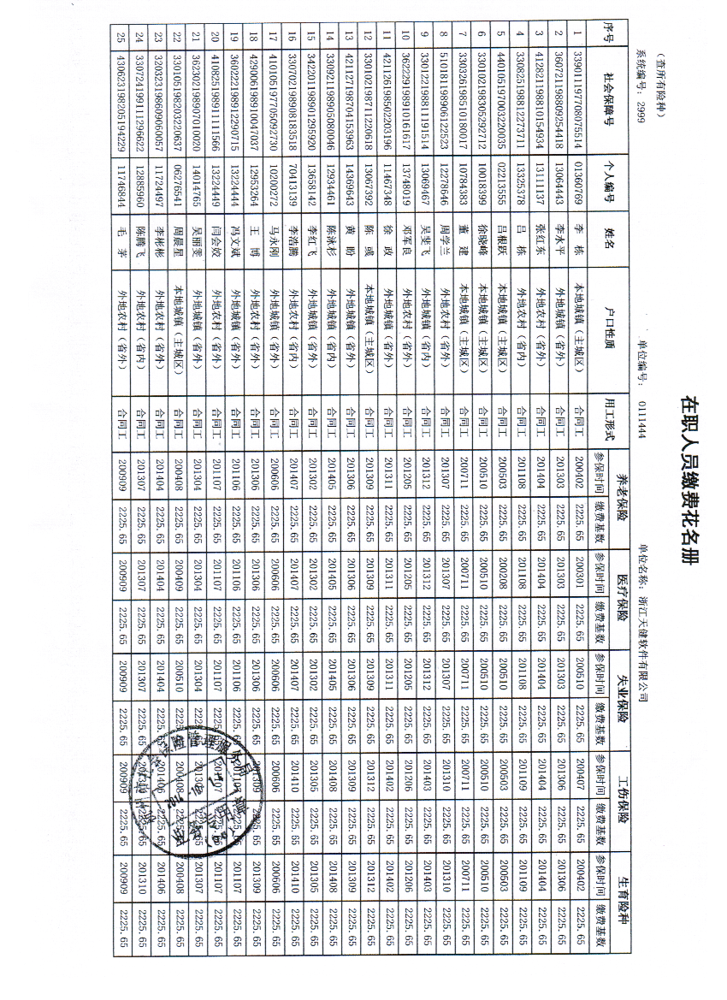 在职人员缴费花名册
(查所有险种)
系统编号: 2999 单位编号: 0111444 单位名称: 浙江天健软件有限公司
序号 社会保障号 个人编号 姓名 户口性质 用工形式 养老保险 医疗保险 失业保险 工伤保险 生育险种
参保时间 缴费基数 参保时间 缴费基数 参保时间 缴费基数 参保时间 缴费基数 参保时间 缴费基数
1 339011197708075514 01360769 李 栋 本地城镇(主城区) 合同工 200402 2225.65 200301 2225.65 200510 2225.65 200407 2225.65 200402 2225.65
2 360721198809254418 13064443 李水平 外地城镇(省外) 合同工 201303 2225.65 201303 2225.65 201303 2225.65 201306 2225.65 201306 2225.65
3 412821198810154934 13111137 张红东 外地城镇(省外) 合同工 201404 2225.65 201404 2225.65 201404 2225.65 201404 2225.65 201404 2225.65
4 330825198812273711 13325378 吕 栋 外地农村(省内) 合同工 201108 2225.65 201108 2225.65 201108 2225.65 201109 2225.65 201109 2225.65
5 440105197003220035 02213555 吕根跃 本地城镇(主城区) 合同工 200503 2225.65 200208 2225.65 200510 2225.65 200503 2225.65 200503 2225.65
6 330102198305292712 10018399 徐晓峰 本地城镇(主城区) 合同工 200510 2225.65 200510 2225.65 200510 2225.65 200510 2225.65 200510 2225.65
7 330326198510180017 10784383 董 建 本地城镇(主城区) 合同工 200711 2225.65 200711 2225.65 200711 2225.65 200711 2225.65 200711 2225.65
8 510181198906122523 12278646 周学兰 外地农村(省外) 合同工 201307 2225.65 201307 2225.65 201307 2225.65 201310 2225.65 201310 2225.65
9 330122198811191514 13069467 吴斐飞 外地农村(省内) 合同工 201312 2225.65 201312 2225.65 201312 2225.65 201403 2225.65 201403 2225.65
10 362229198910161617 13748019 邓军良 外地农村(省外) 合同工 201205 2225.65 201205 2225.65 201205 2225.65 201206 2225.65 201206 2225.65
11 421126198502203196 11467348 徐 政 外地城镇(省外) 合同工 201311 2225.65 201311 2225.65 201311 2225.65 201402 2225.65 201402 2225.65
12 330102198711220618 13067392 陈 彧 本地城镇(主城区) 合同工 201309 2225.65 201309 2225.65 201309 2225.65 201312 2225.65 201312 2225.65
13 421127198704153963 14369643 黄 盼 外地农村(省外) 合同工 201306 2225.65 201306 2225.65 201306 2225.65 201309 2225.65 201309 2225.65
14 330921198905080046 12934461 陈泳杉 外地城镇(省内) 合同工 201405 2225.65 201405 2225.65 201405 2225.65 201408 2225.65 201408 2225.65
15 342201198901295920 13658142 李红飞 外地农村(省外) 合同工 201302 2225.65 201302 2225.65 201302 2225.65 201305 2225.65 201305 2225.65
16 330702198908183518 70413139 李浩腾 外地农村(省内) 合同工 201407 2225.65 201407 2225.65 201407 2225.65 201410 2225.65 201410 2225.65
17 410105197705092730 10200272 马永刚 外地城镇(省外) 合同工 200606 2225.65 200606 2225.65 200606 2225.65 200606 2225.65 200606 2225.65
18 429006198910047037 12953264 王 博 外地城镇(省外) 合同工 201306 2225.65 201306 2225.65 201306 2225.65 201309 2225.65 201309 2225.65
19 360222198912290715 13224444 冯文斌 外地城镇(省外) 合同工 201106 2225.65 201106 2225.65 201106 2225.65 201107 2225.65 201107 2225.65
20 410825198911111566 13224449 闫会姣 外地农村(省外) 合同工 201107 2225.65 201107 2225.65 201107 2225.65 201107 2225.65 201107 2225.65
21 362302198907010020 14014765 吴丽雯 外地城镇(省外) 合同工 201304 2225.65 201304 2225.65 201304 2225.65 201307 2225.65 201307 2225.65
22 330105198203220637 06276541 周晨星 本地城镇(主城区) 合同工 200408 2225.65 200409 2225.65 200510 2225.65 200408 2225.65 200408 2225.65
23 320323198609060057 11724497 李彬彬 外地农村(省外) 合同工 201404 2225.65 201404 2225.65 201404 2225.65 201406 2225.65 201406 2225.65
24 330724199111296622 12885960 陈腾飞 外地农村(省内) 合同工 201307 2225.65 201307 2225.65 201307 2225.65 201310 2225.65 201310 2225.65
25 430623198205194229 11746844 毛 茅 外地农村(省外) 合同工 200909 2225.65 200909 2225.65 200909 2225.65 200909 2225.65 200909 2225.65